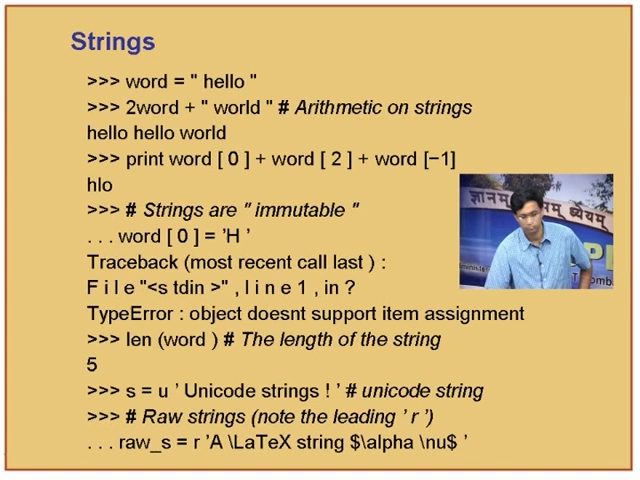 Strings
>>> word = " hello "
>>> 2word + " world " # Arithmetic on strings
hello hello world
>>> print word [ 0 ] + word [ 2 ] + word [−1]
hlo
>>> # Strings are " immutable "
. . . word [ 0 ] = ’H ’
Traceback (most recent call last ) :
F i l e "<s tdin >" , l i n e 1 , in ?
TypeError : object doesnt support item assignment
>>> len (word ) # The length of the string
5
>>> s = u ’ Unicode strings ! ’ # unicode string
>>> # Raw strings (note the leading ’ r ’)
. . . raw_s = r ’A \LaTeX string $\alpha \nu$ ’
ज्ञानम् ध्येयम्